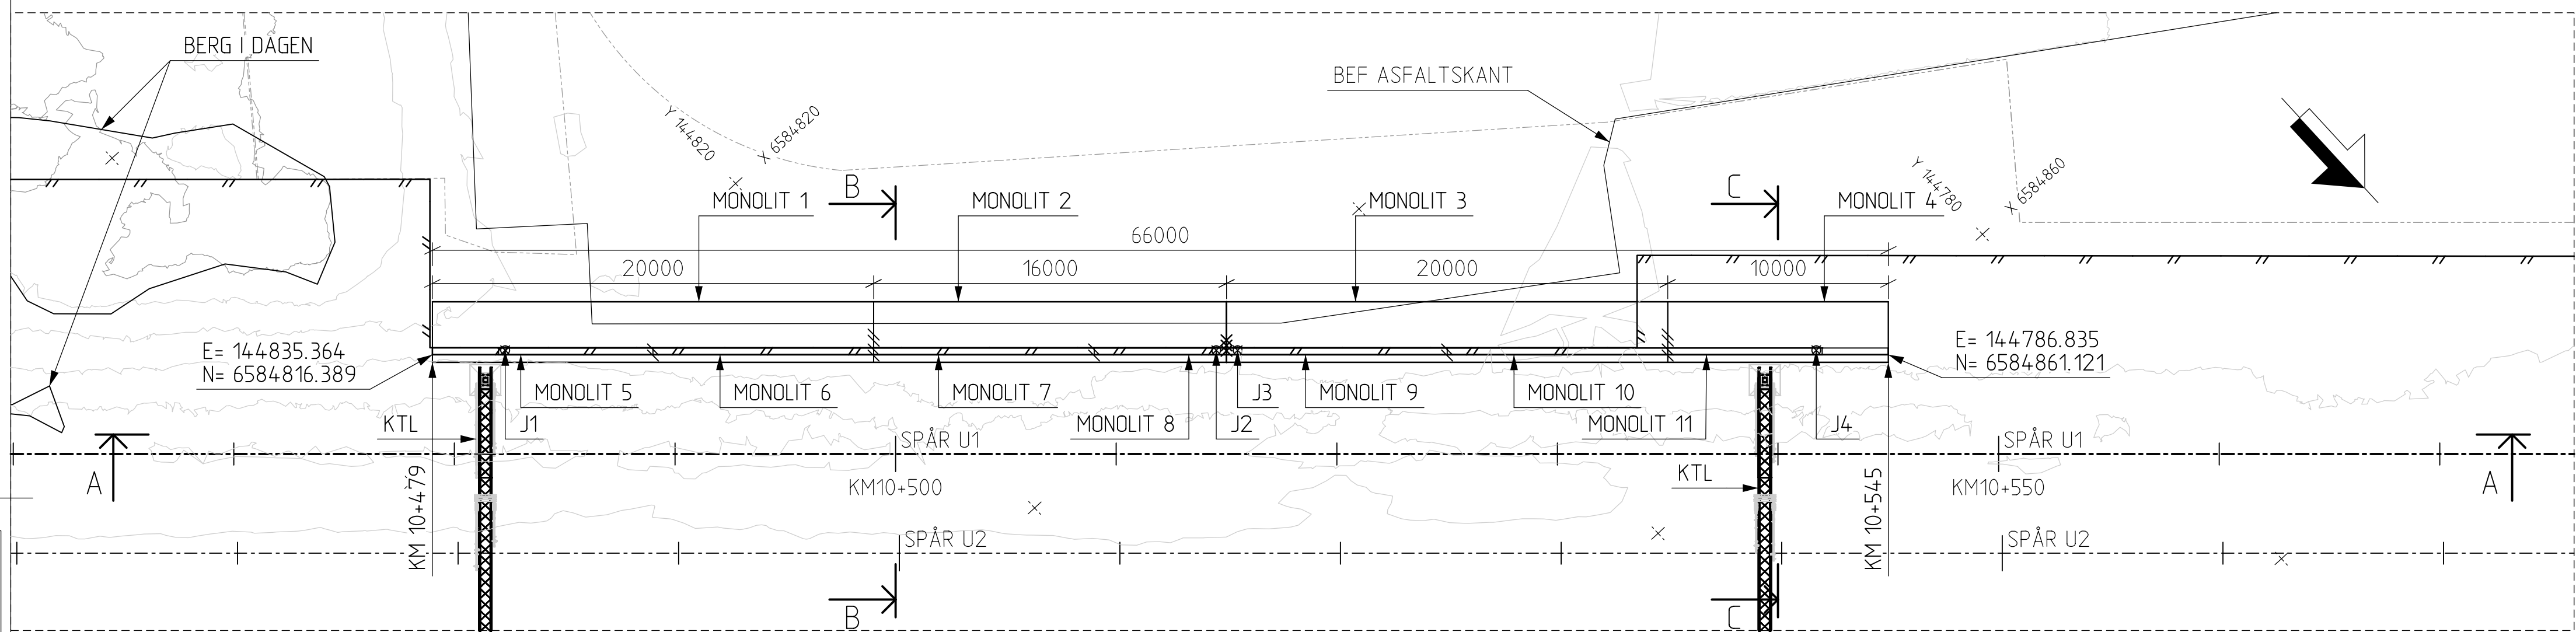 BERG I DAGEN
BEF ASFALTSKANT
Y 144820
X 6584820
Y 144780
X 6584860
MONOLIT 1
B
MONOLIT 2
MONOLIT 3
C
MONOLIT 4
66000
20000
16000
20000
10000
E= 144835.364
N= 6584816.389
E= 144786.835
N= 6584861.121
MONOLIT 5
MONOLIT 6
MONOLIT 7
J3
MONOLIT 9
MONOLIT 10
KTL
J1
MONOLIT 8
J2
MONOLIT 11
J4
SPÅR U1
SPÅR U1
A
KM 10+479
KM10+500
KTL
KM 10+545
KM10+550
A
SPÅR U2
SPÅR U2
B
C